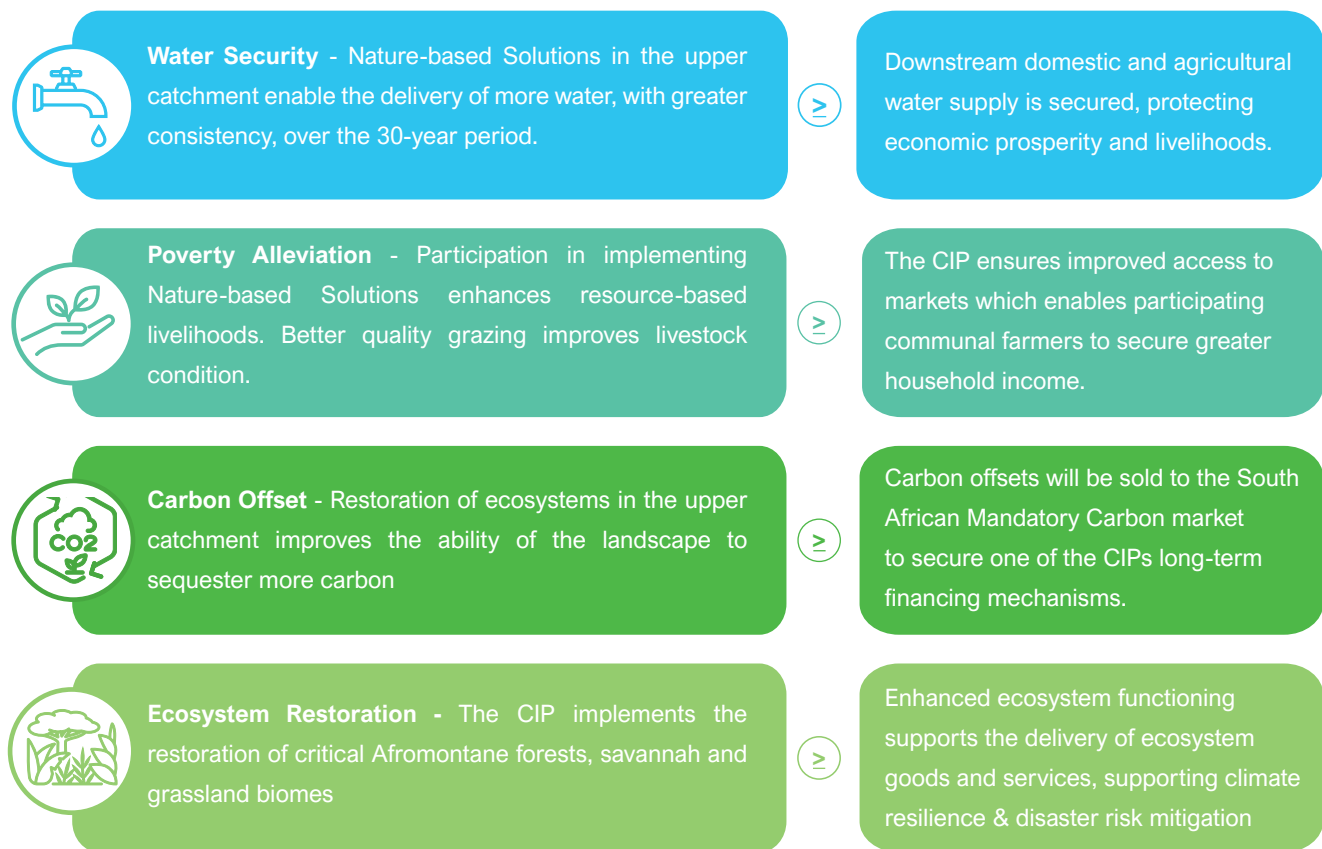 Water Security - Nature-based Solutions in the upper
catchment enable the delivery of more water, with greater
consistency, over the 30-year period.
≥
Downstream domestic and agricultural
water supply is secured, protecting
economic prosperity and livelihoods.
Poverty Alleviation - Participation in implementing
Nature-based Solutions enhances resource-based
livelihoods. Better quality grazing improves livestock
condition.
≥
The CIP ensures improved access to
markets which enables participating
communal farmers to secure greater
household income.
CO2
Carbon Offset - Restoration of ecosystems in the upper
catchment improves the ability of the landscape to
sequester more carbon
≥
Carbon offsets will be sold to the South
African Mandatory Carbon market
to secure one of the CIPs long-term
financing mechanisms.
Ecosystem Restoration - The CIP implements the
restoration of critical Afromontane forests, savannah and
grassland biomes
≥
Enhanced ecosystem functioning
supports the delivery of ecosystem
goods and services, supporting climate
resilience & disaster risk mitigation